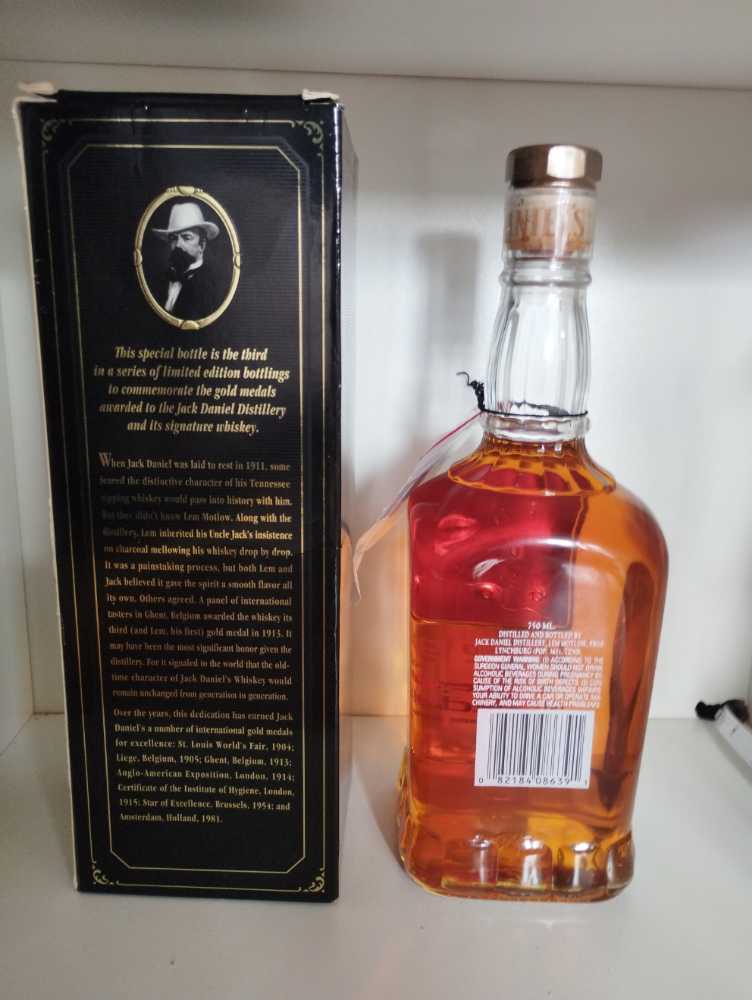 This special bottle is the third
in a series of limited edition bottlings
to commemorate the gold medals
awarded to the Jack Daniel Distillery
and its signature whiskey.
When Jack Daniel was laid to rest in 1911, some
feared the distinctive character of his Tennessee
sipping whiskey would pass into history with him.
But they didn't know Lem Motlow. Along with the
distillery, Lem inherited his Uncle Jack's insistence
on charcoal mellowing his whiskey drop by drop.
It was a painstaking process, but both Lem and
Jack believed it gave the spirit a smooth flavor all
its own. Others agreed. A panel of international
tasters in Ghent, Belgium awarded the whiskey its
third (and Lem, his first) gold medal in 1913. It
may have been the most significant honor given the
distillery. For it signaled to the world that the old-
time character of Jack Daniel's Whiskey would
remain unchanged from generation to generation.
Over the years, this dedication has earned Jack
Daniel's a number of international gold medals
for excellence: St. Louis World's Fair, 1904;
Liege, Belgium, 1905; Ghent, Belgium, 1913;
Anglo-American Exposition, London, 1914;
Certificate of the Institute of Hygiene, London,
1915; Star of Excellence, Brussels, 1954; and
Amsterdam, Holland, 1981.
NIEL'S
750 ML
DISTILLED AND BOTTLED BY
JACK DANIEL DISTILLERY, LEM MOTLOW, PROP.
LYNCHBURG (POP. 361), TENN.
GOVERNMENT WARNING: (1) ACCORDING TO THE
SURGEON GENERAL, WOMEN SHOULD NOT DRINK
ALCOHOLIC BEVERAGES DURING PREGNANCY BE-
CAUSE OF THE RISK OF BIRTH DEFECTS. (2) CON-
SUMPTION OF ALCOHOLIC BEVERAGES IMPAIRS
YOUR ABILITY TO DRIVE A CAR OR OPERATE MA-
CHINERY, AND MAY CAUSE HEALTH PROBLEMS.
0 82184 08639 1